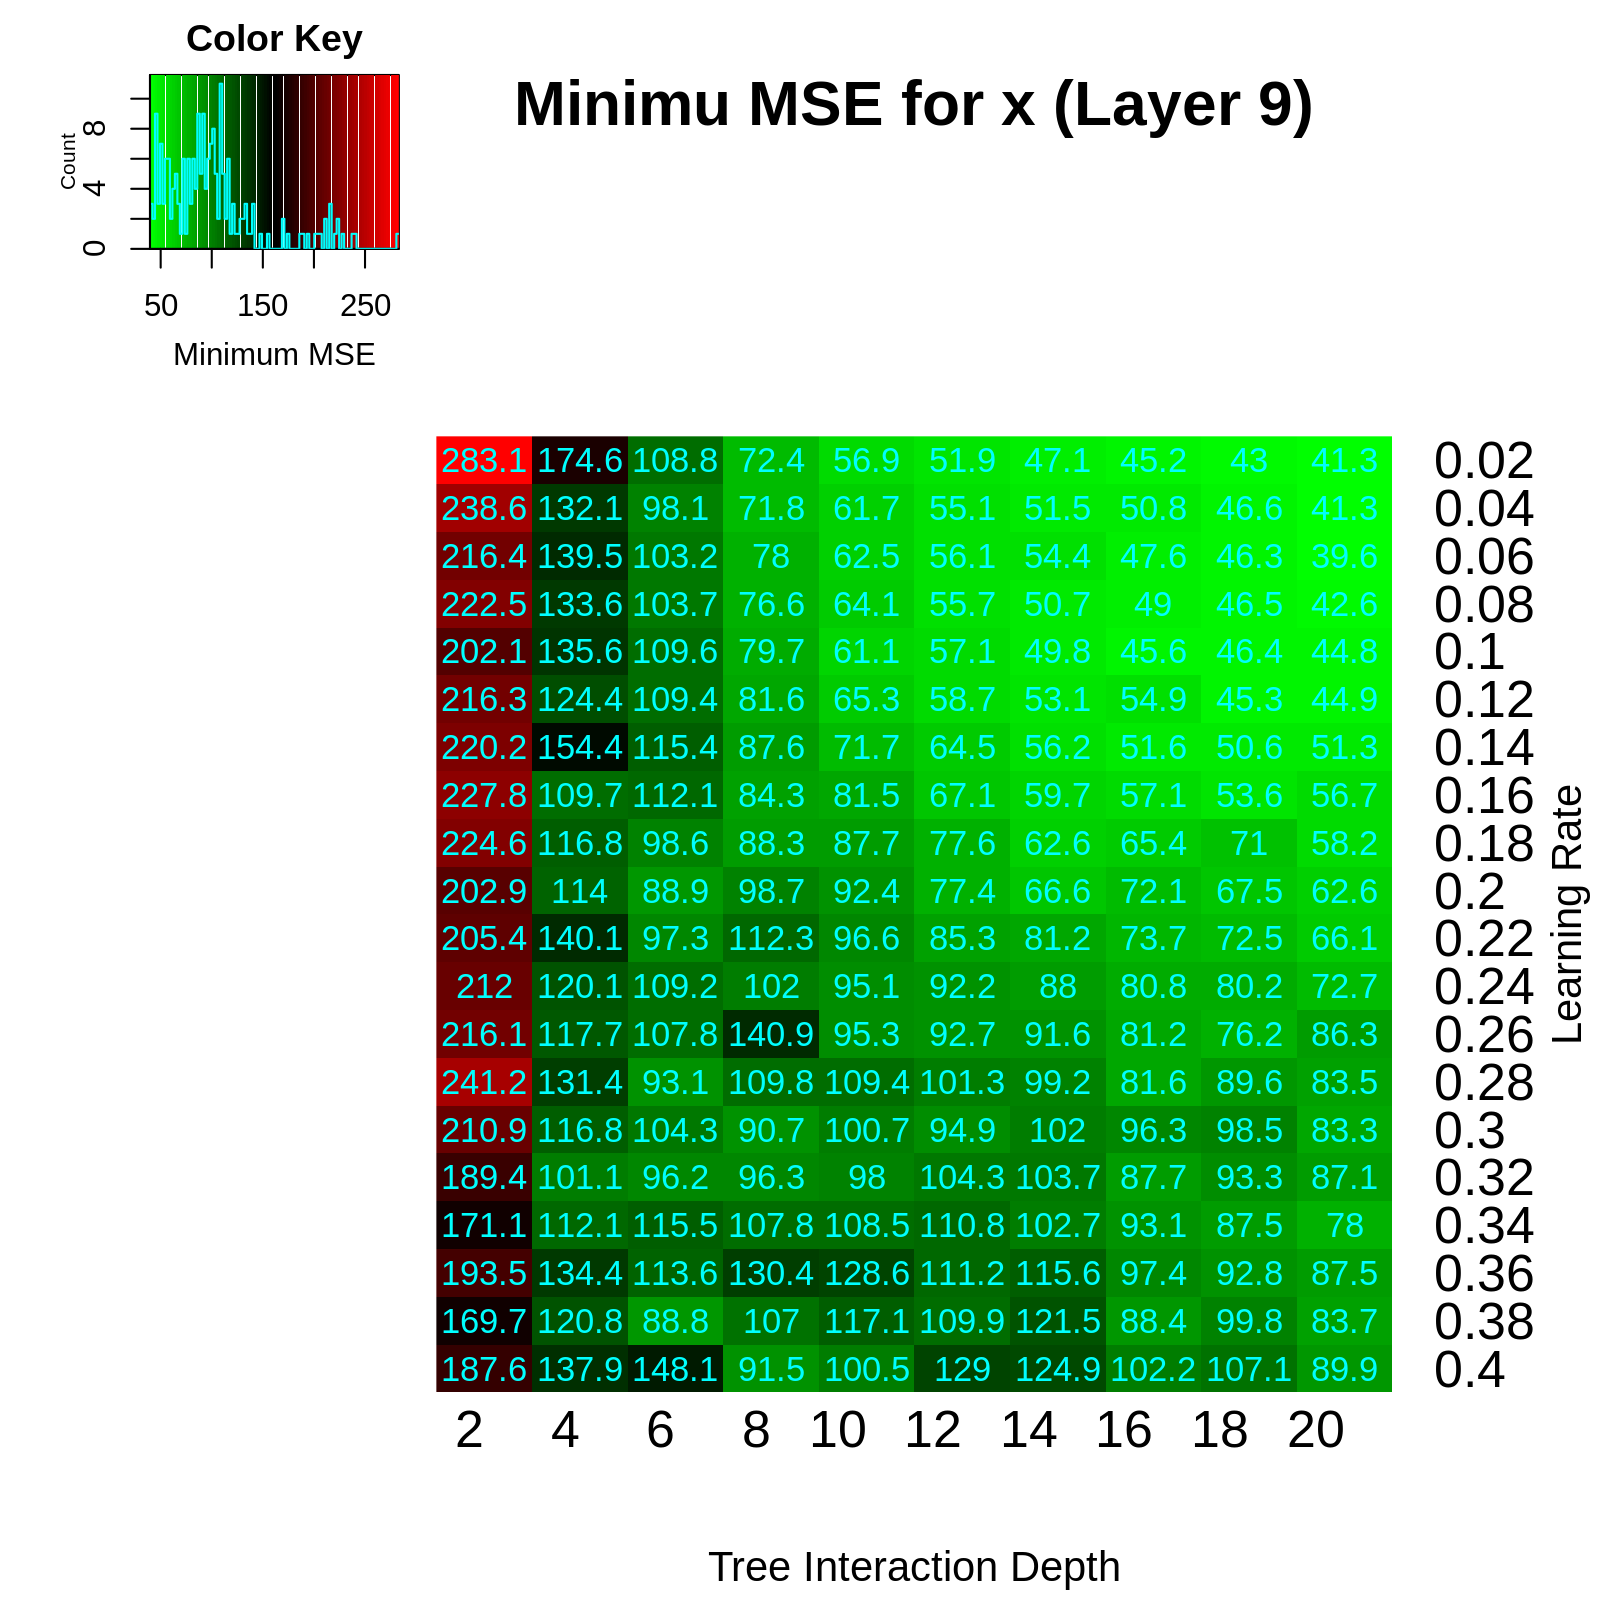 Color Key
Minimu MSE for x (Layer 9)
Count
0 4 8
50 150 250
Minimum MSE
283.1 174.6 108.8 72.4 56.9 51.9 47.1 45.2 43 41.3 0.02
238.6 132.1 98.1 71.8 61.7 55.1 51.5 50.8 46.6 41.3 0.04
216.4 139.5 103.2 78 62.5 56.1 54.4 47.6 46.3 39.6 0.06
222.5 133.6 103.7 76.6 64.1 55.7 50.7 49 46.5 42.6 0.08
202.1 135.6 109.6 79.7 61.1 57.1 49.8 45.6 46.4 44.8 0.1
216.3 124.4 109.4 81.6 65.3 58.7 53.1 54.9 45.3 44.9 0.12
220.2 154.4 115.4 87.6 71.7 64.5 56.2 51.6 50.6 51.3 0.14
227.8 109.7 112.1 84.3 81.5 67.1 59.7 57.1 53.6 56.7 0.16
224.6 116.8 98.6 88.3 87.7 77.6 62.6 65.4 71 58.2 0.18
202.9 114 88.9 98.7 92.4 77.4 66.6 72.1 67.5 62.6 0.2
205.4 140.1 97.3 112.3 96.6 85.3 81.2 73.7 72.5 66.1 0.22
212 120.1 109.2 102 95.1 92.2 88 80.8 80.2 72.7 0.24
216.1 117.7 107.8 140.9 95.3 92.7 91.6 81.2 76.2 86.3 0.26
241.2 131.4 93.1 109.8 109.4 101.3 99.2 81.6 89.6 83.5 0.28
210.9 116.8 104.3 90.7 100.7 94.9 102 96.3 98.5 83.3 0.3
189.4 101.1 96.2 96.3 98 104.3 103.7 87.7 93.3 87.1 0.32
171.1 112.1 115.5 107.8 108.5 110.8 102.7 93.1 87.5 78 0.34
193.5 134.4 113.6 130.4 128.6 111.2 115.6 97.4 92.8 87.5 0.36
169.7 120.8 88.8 107 117.1 109.9 121.5 88.4 99.8 83.7 0.38
187.6 137.9 148.1 91.5 100.5 129 124.9 102.2 107.1 89.9 0.4
Learning Rate
2 4 6 8 10 12 14 16 18 20
Tree Interaction Depth